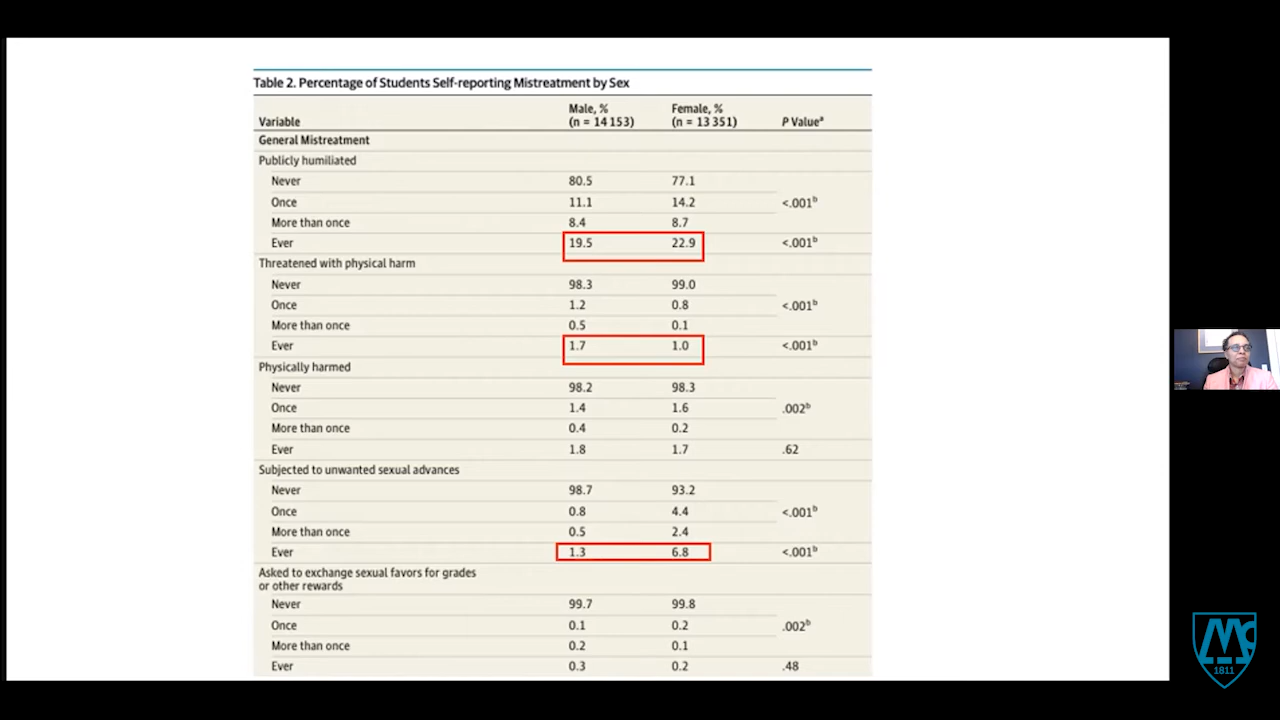 Table 2. Percentage of Students Self-reporting Mistreatment by Sex
Variable Male, % (n = 14 153) Female, % (n = 13 351) P Valueᵃ
General Mistreatment
Publicly humiliated
Never 80.5 77.1
Once 11.1 14.2 <.001ᵇ
More than once 8.4 8.7
Ever 19.5 22.9 <.001ᵇ
Threatened with physical harm
Never 98.3 99.0
Once 1.2 0.8 <.001ᵇ
More than once 0.5 0.1
Ever 1.7 1.0 <.001ᵇ
Physically harmed
Never 98.2 98.3
Once 1.4 1.6 .002ᵇ
More than once 0.4 0.2
Ever 1.8 1.7 .62
Subjected to unwanted sexual advances
Never 98.7 93.2
Once 0.8 4.4 <.001ᵇ
More than once 0.5 2.4
Ever 1.3 6.8 <.001ᵇ
Asked to exchange sexual favors for grades
or other rewards
Never 99.7 99.8
Once 0.1 0.2 .002ᵇ
More than once 0.2 0.1
Ever 0.3 0.2 .48
1811